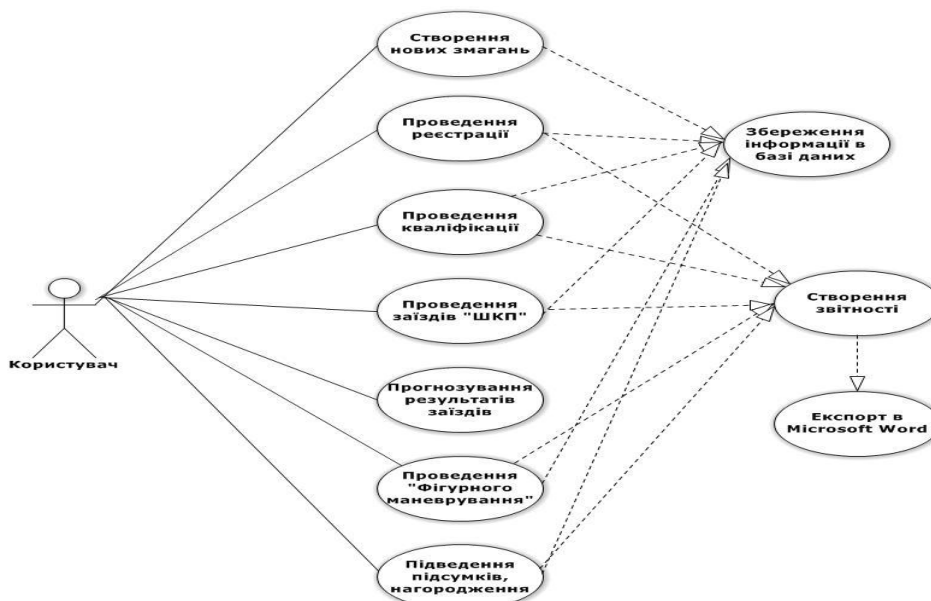 Створення
нових змагань
Проведення
реєстрації
Збереження
інформації в
базі даних
Проведення
кваліфікації
Проведення
заїздів "ШКП"
Створення
звітності
Користувач
Прогнозування
результатів
заїздів
Експорт в
Microsoft Word
Проведення
"Фігурного
маневрування"
Підведення
підсумків,
нагородження